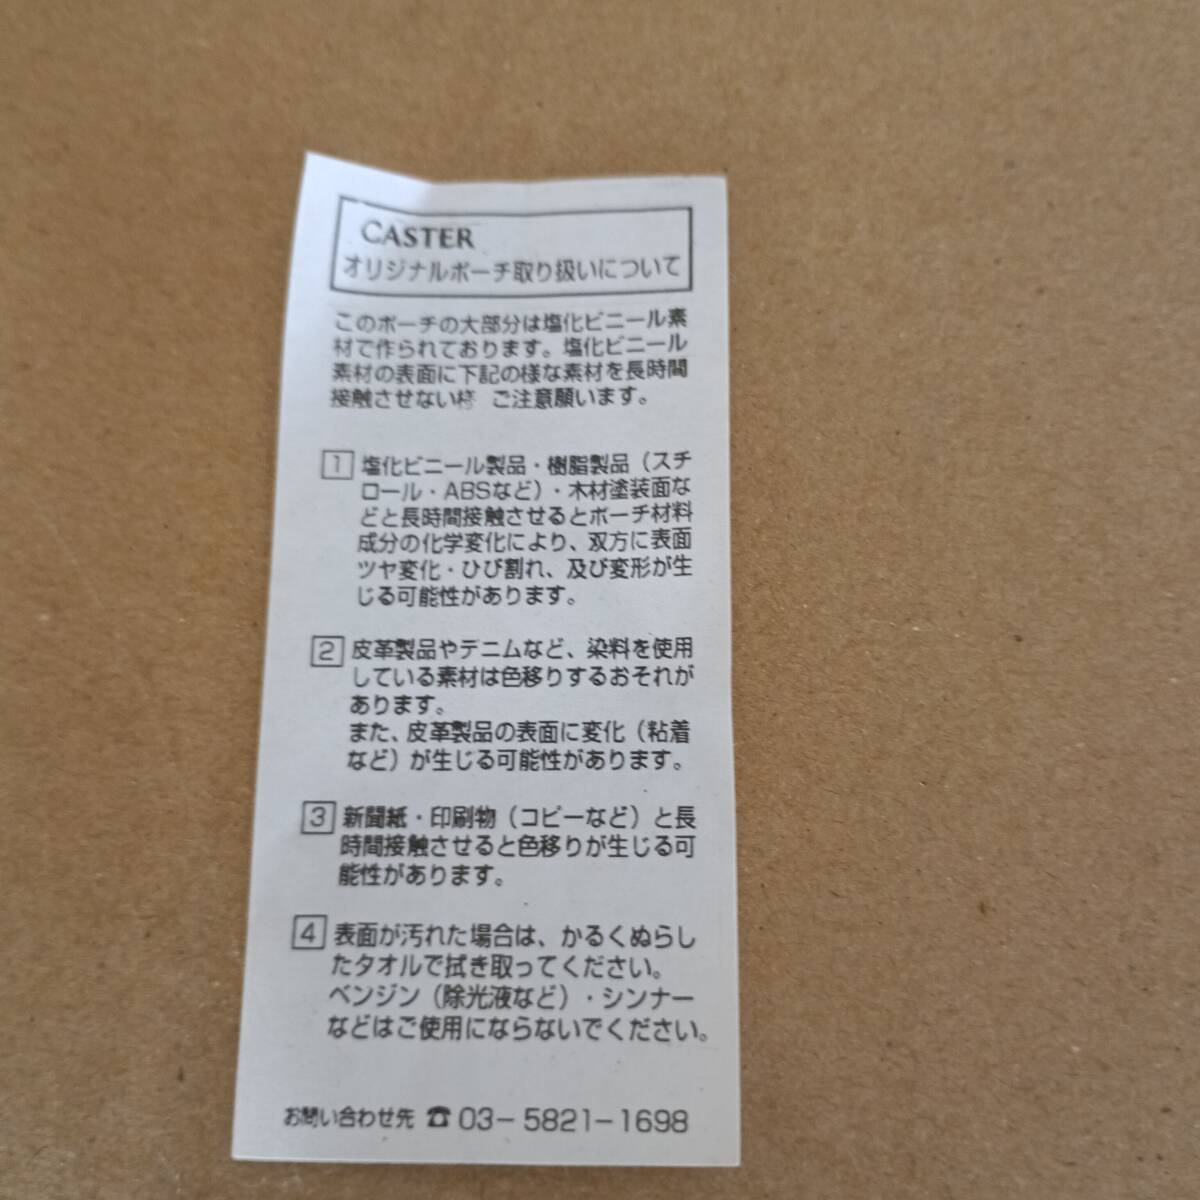 CASTER
オリジナルポーチ取り扱いについて
このポーチの大部分は塩化ビニール素
材で作られております。塩化ビニール
素材の表面に下記の様な素材を長時間
接触させない様 ご注意願います。
1 塩化ビニール製品・樹脂製品（スチ
ロール・ABSなど）・木材塗装面な
どと長時間接触させるとポーチ材料
成分の化学変化により、双方に表面
ツヤ変化・ひび割れ、及び変形が生
じる可能性があります。
2 皮革製品やデニムなど、染料を使用
している素材は色移りするおそれが
あります。
また、皮革製品の表面に変化（粘着
など）が生じる可能性があります。
3 新聞紙・印刷物（コピーなど）と長
時間接触させると色移りが生じる可
能性があります。
4 表面が汚れた場合は、かるくぬらし
たタオルで拭き取ってください。
ベンジン（除光液など）・シンナー
などはご使用にならないでください。
お問い合わせ先 ☎ 03-5821-1698